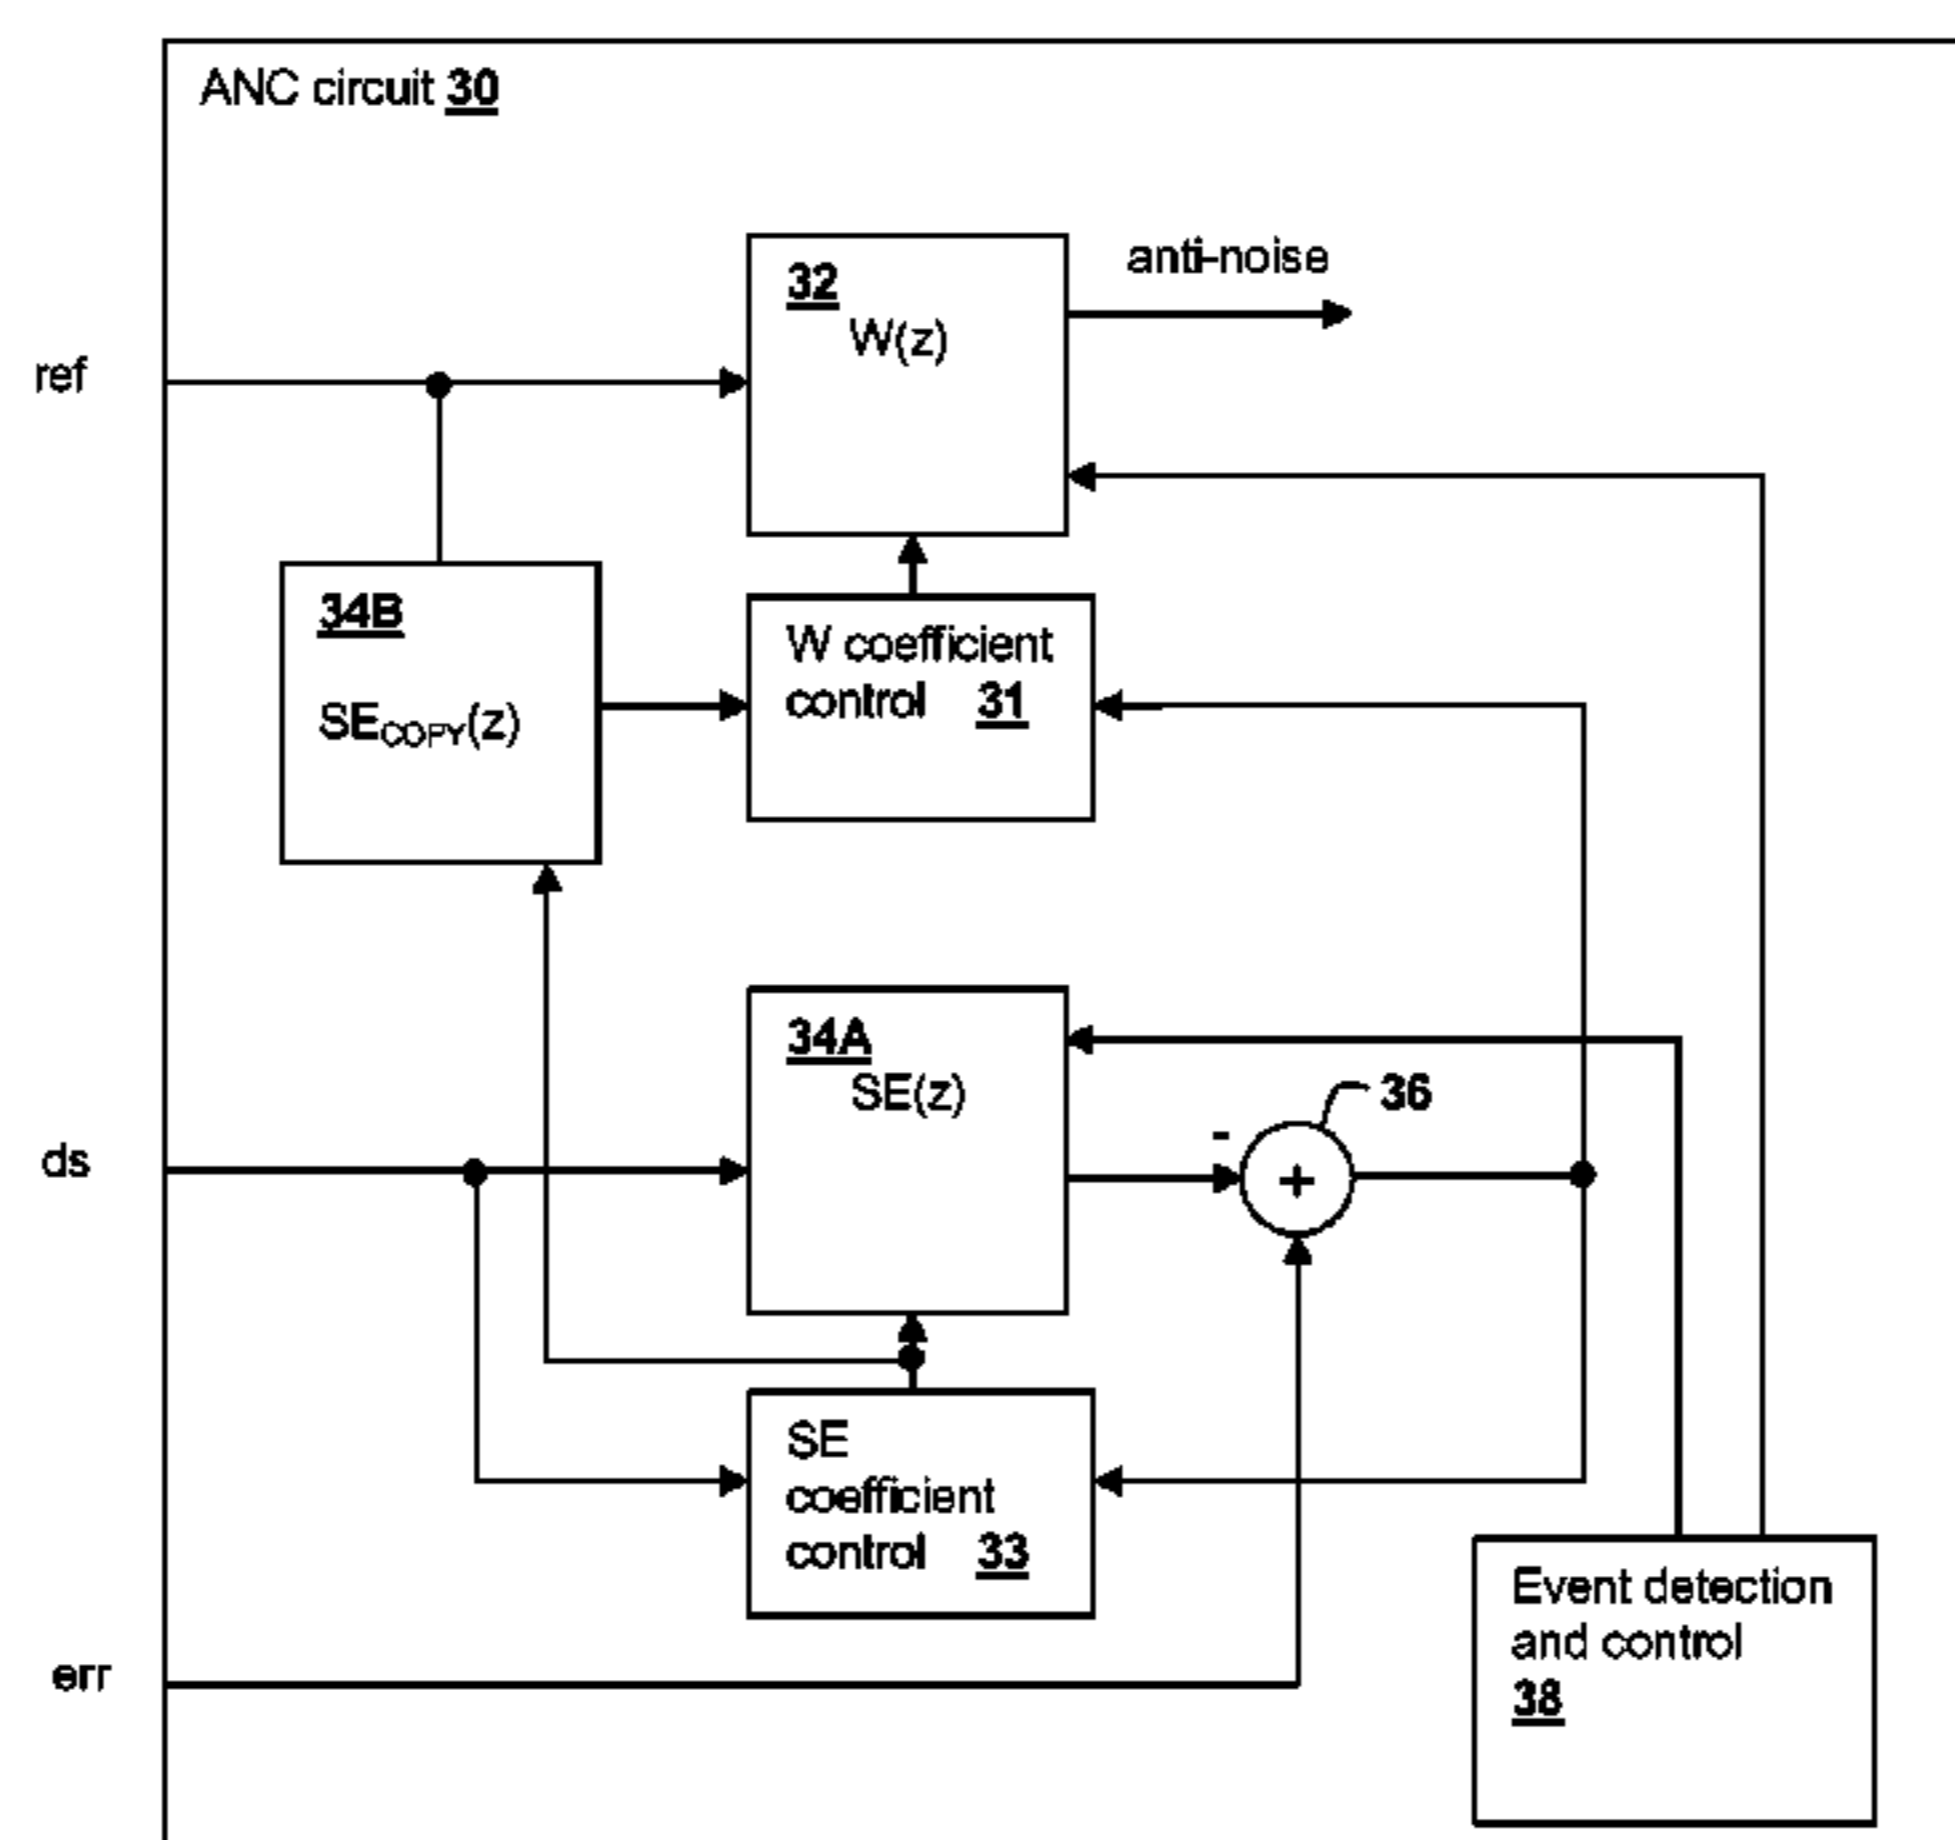 ANC circuit 30
32
W(z)
anti-noise
ref
34B
SECOPY(z)
W coefficient
control 31
34A
SE(z)
36
-
+
ds
SE
coefficient
control 33
err
Event detection
and control
38